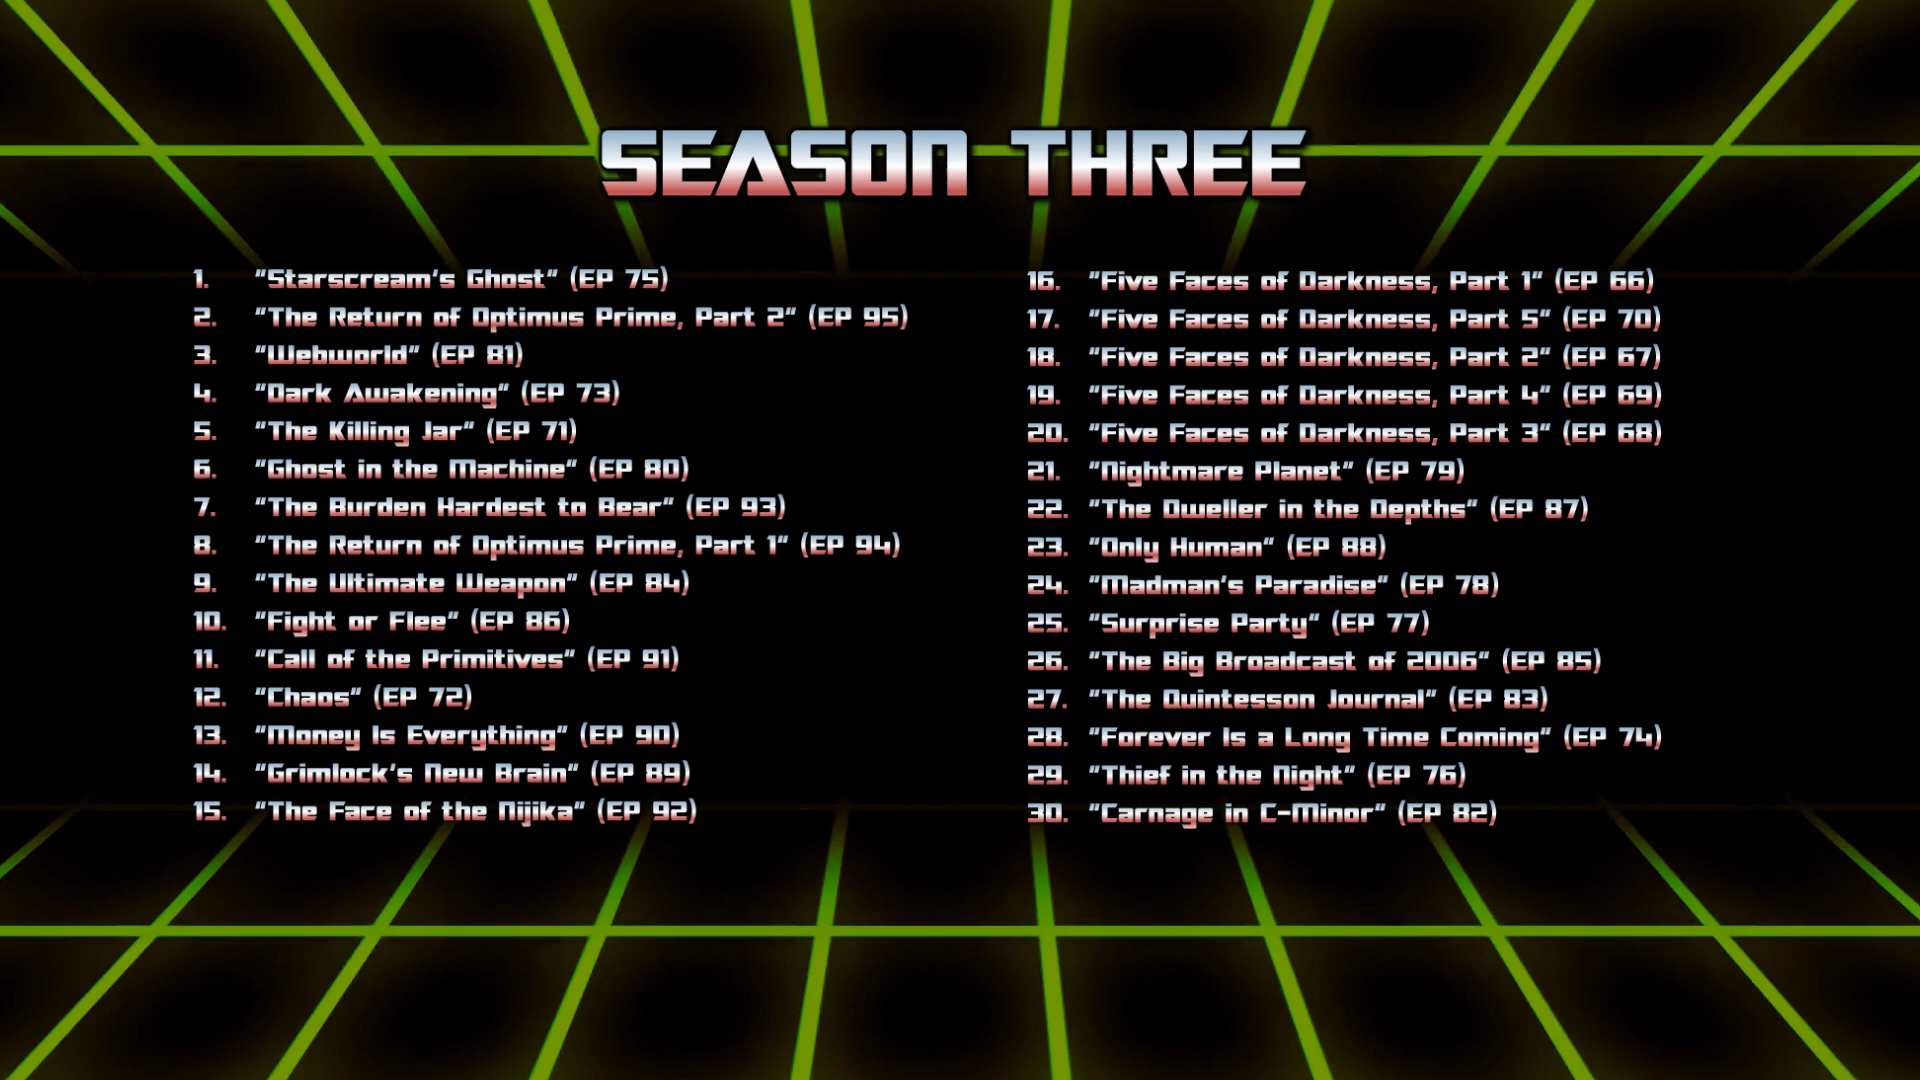 SEASON THREE
1. "Starscream's Ghost" (EP 75)
2. "The Return of Optimus Prime, Part 2" (EP 95)
3. "Webworld" (EP 81)
4. "Dark Awakening" (EP 73)
5. "The Killing Jar" (EP 71)
6. "Ghost in the Machine" (EP 80)
7. "The Burden Hardest to Bear" (EP 93)
8. "The Return of Optimus Prime, Part 1" (EP 94)
9. "The Ultimate Weapon" (EP 84)
10. "Fight or Flee" (EP 86)
11. "Call of the Primitives" (EP 91)
12. "Chaos" (EP 72)
13. "Money Is Everything" (EP 90)
14. "Grimlock's New Brain" (EP 89)
15. "The Face of the Nijika" (EP 92)
16. "Five Faces of Darkness, Part 1" (EP 66)
17. "Five Faces of Darkness, Part 5" (EP 70)
18. "Five Faces of Darkness, Part 2" (EP 67)
19. "Five Faces of Darkness, Part 4" (EP 69)
20. "Five Faces of Darkness, Part 3" (EP 68)
21. "Nightmare Planet" (EP 79)
22. "The Dweller in the Depths" (EP 87)
23. "Only Human" (EP 88)
24. "Madman's Paradise" (EP 78)
25. "Surprise Party" (EP 77)
26. "The Big Broadcast of 2006" (EP 85)
27. "The Quintesson Journal" (EP 83)
28. "Forever Is a Long Time Coming" (EP 74)
29. "Thief in the Night" (EP 76)
30. "Carnage in C-Minor" (EP 82)